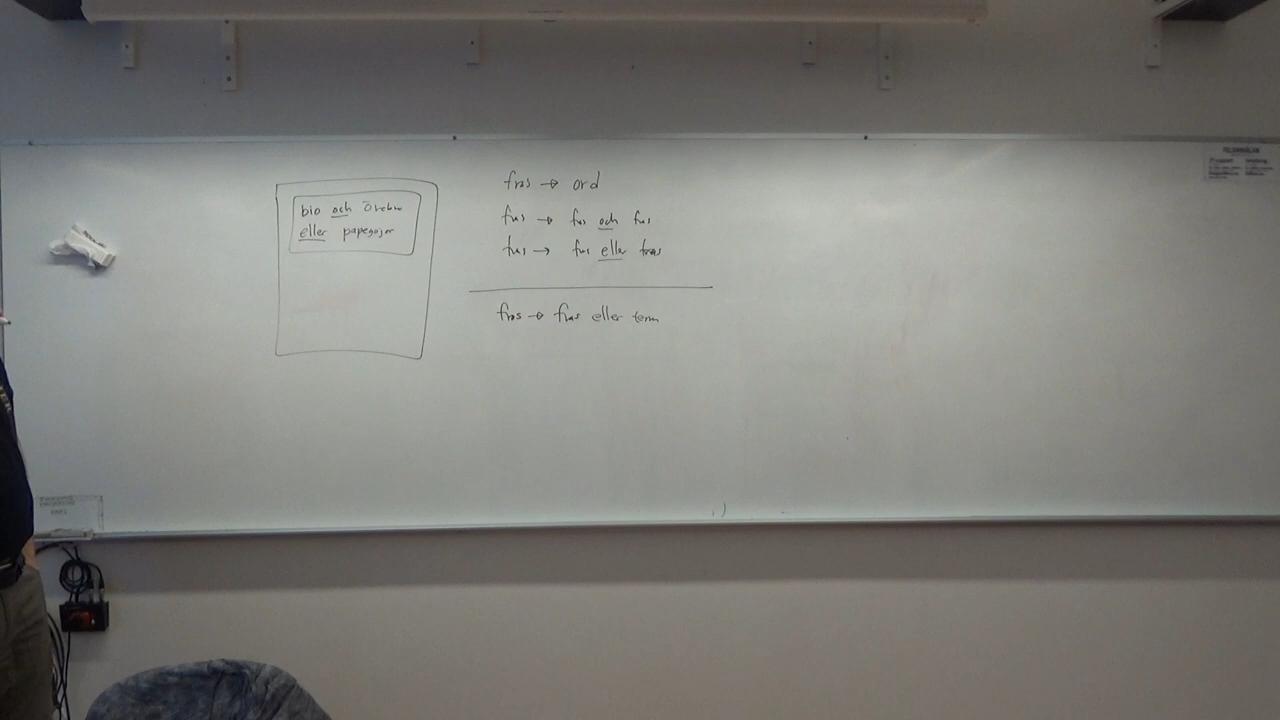 bio och Örebro
eller papegojor
fras → ord
fras → fras och fras
fras → fras eller fras
fras → fras eller term